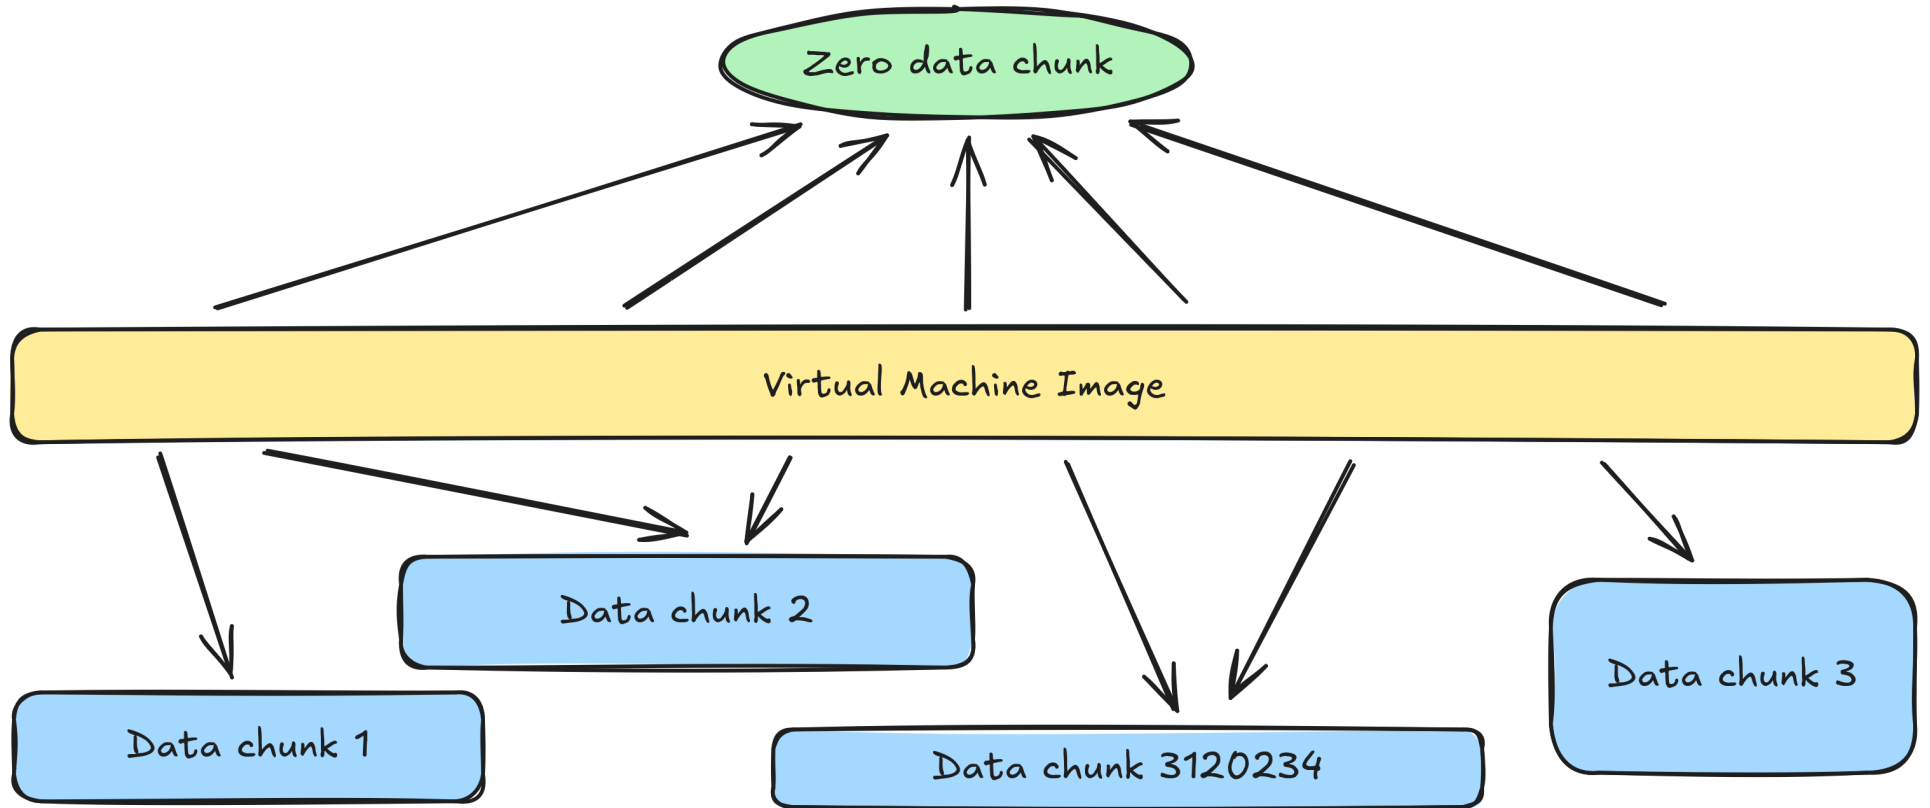 Zero data chunk
Virtual Machine Image
Data chunk 2
Data chunk 3
Data chunk 1
Data chunk 3120234